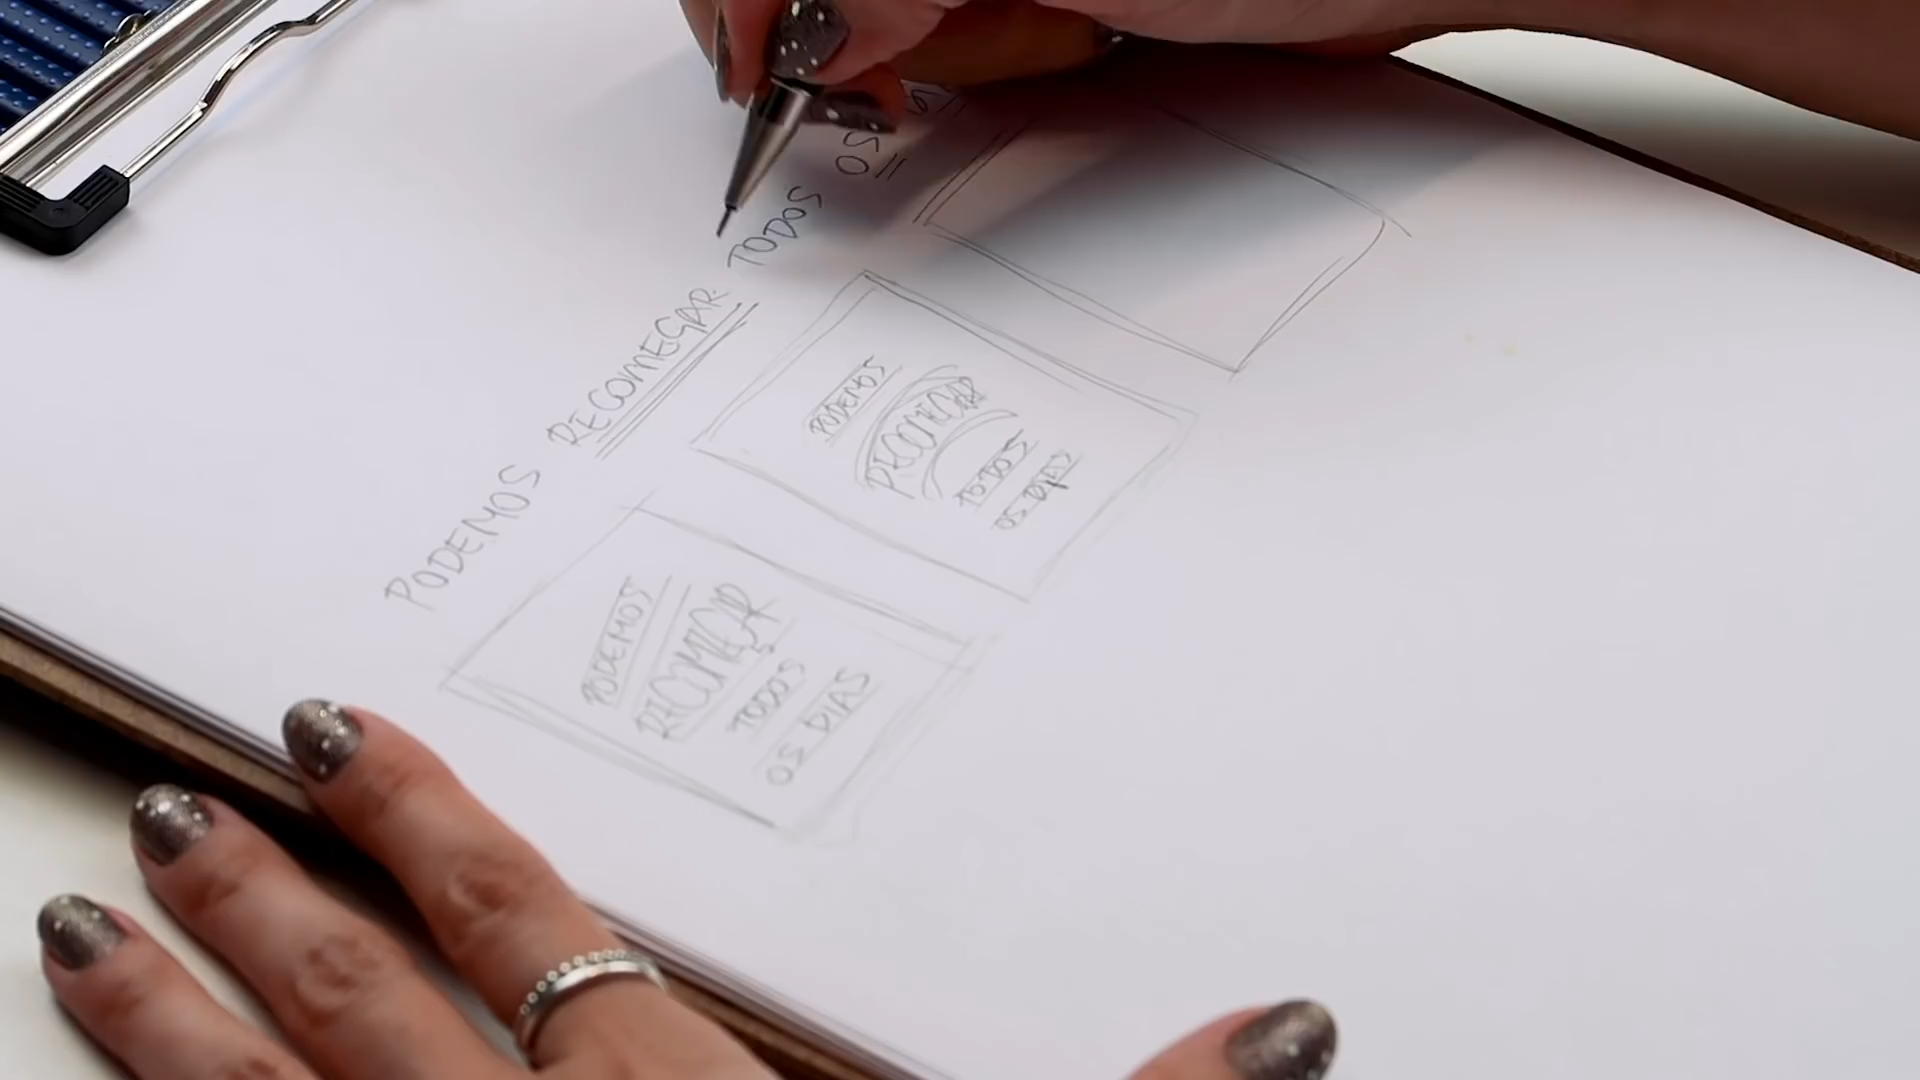 PODEMOS RECOMEÇAR TODOS OS
PODEMOS
RECOMEÇAR
TODOS
OS DIAS
PODEMOS
RECOMEÇAR
TODOS
OS DIAS